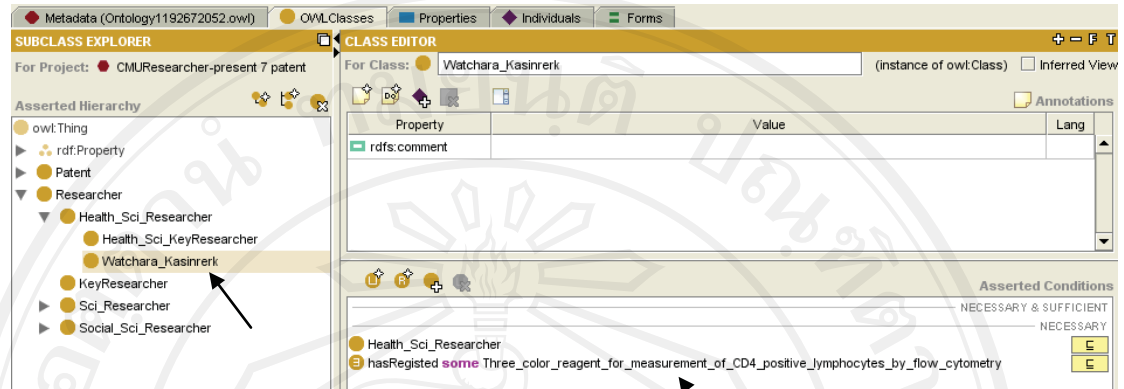 Metadata (Ontology1192672052.owl) OWLClasses Properties Individuals Forms
SUBCLASS EXPLORER
For Project: CMUResearcher-present 7 patent
Asserted Hierarchy
owl:Thing
rdf:Property
Patent
Researcher
Health_Sci_Researcher
Health_Sci_KeyResearcher
Watchara_Kasinrerk
KeyResearcher
Sci_Researcher
Social_Sci_Researcher
CLASS EDITOR F T
For Class: Watchara_Kasinrerk (instance of owl:Class) Inferred View
Annotations
Property Value Lang
rdfs:comment
Asserted Conditions
NECESSARY & SUFFICIENT
NECESSARY
Health_Sci_Researcher ⊑
hasRegisted some Three_color_reagent_for_measurement_of_CD4_positive_lymphocytes_by_flow_cytometry ⊑